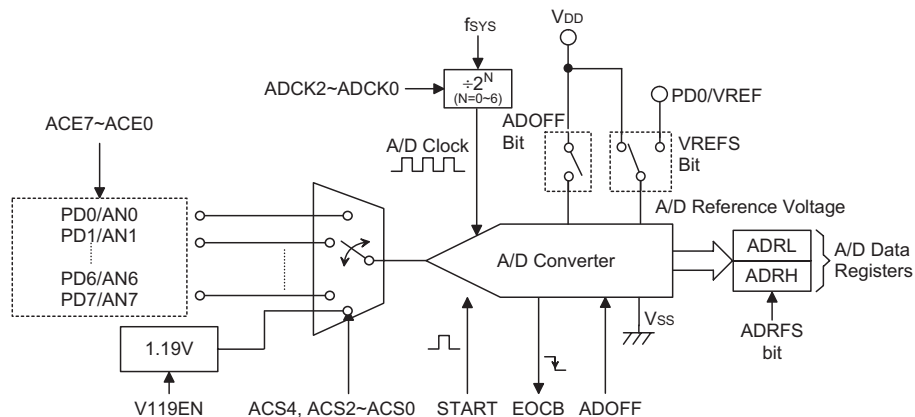 fSYS
VDD
ADCK2~ADCK0
÷2^N
(N=0~6)
PD0/VREF
ADOFF
Bit
VREFS
Bit
ACE7~ACE0
A/D Clock
PD0/AN0
PD1/AN1
PD6/AN6
PD7/AN7
A/D Reference Voltage
A/D Converter
ADRL
ADRH
A/D Data
Registers
VSS
ADRFS
bit
1.19V
V119EN
ACS4, ACS2~ACS0
START
EOCB
ADOFF